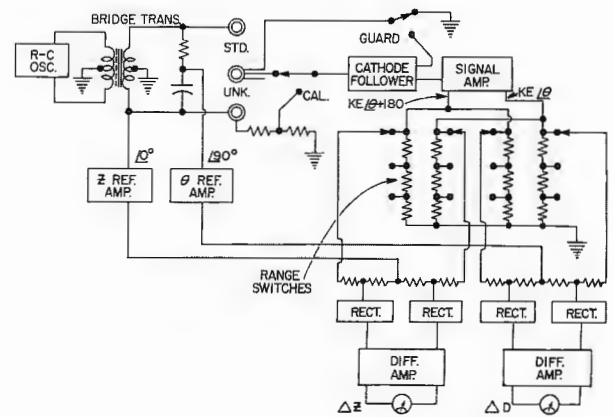 BRIDGE TRANS.
R-C
OSC.
STD.
UNK.
CAL.
GUARD
CATHODE
FOLLOWER
SIGNAL
AMP.
KE /θ+180
KE /θ
/0°
/90°
Z REF.
AMP.
θ REF.
AMP.
RANGE
SWITCHES
RECT.
RECT.
RECT.
RECT.
DIFF.
AMP.
DIFF.
AMP.
ΔZ
ΔD